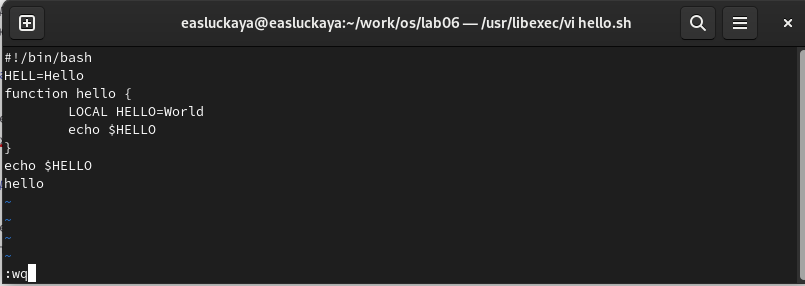 easluckaya@easluckaya:~/work/os/lab06 — /usr/libexec/vi hello.sh
#!/bin/bash
HELL=Hello
function hello {
        LOCAL HELLO=World
        echo $HELLO
}
echo $HELLO
hello
~
~
~
~
:wq